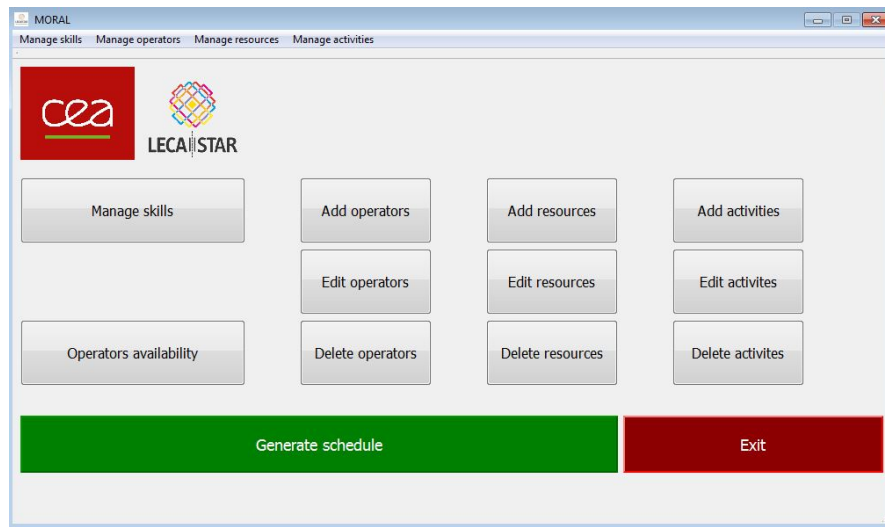 MORAL
Manage skills Manage operators Manage resources Manage activities
cea
LECA STAR
Manage skills Add operators Add resources Add activities
Edit operators Edit resources Edit activites
Operators availability Delete operators Delete resources Delete activites
Generate schedule Exit